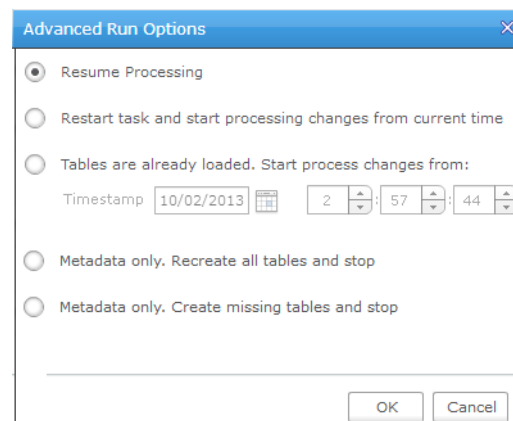 Advanced Run Options
Resume Processing
Restart task and start processing changes from current time
Tables are already loaded. Start process changes from:
Timestamp 10/02/2013 2 : 57 : 44
Metadata only. Recreate all tables and stop
Metadata only. Create missing tables and stop
OK Cancel